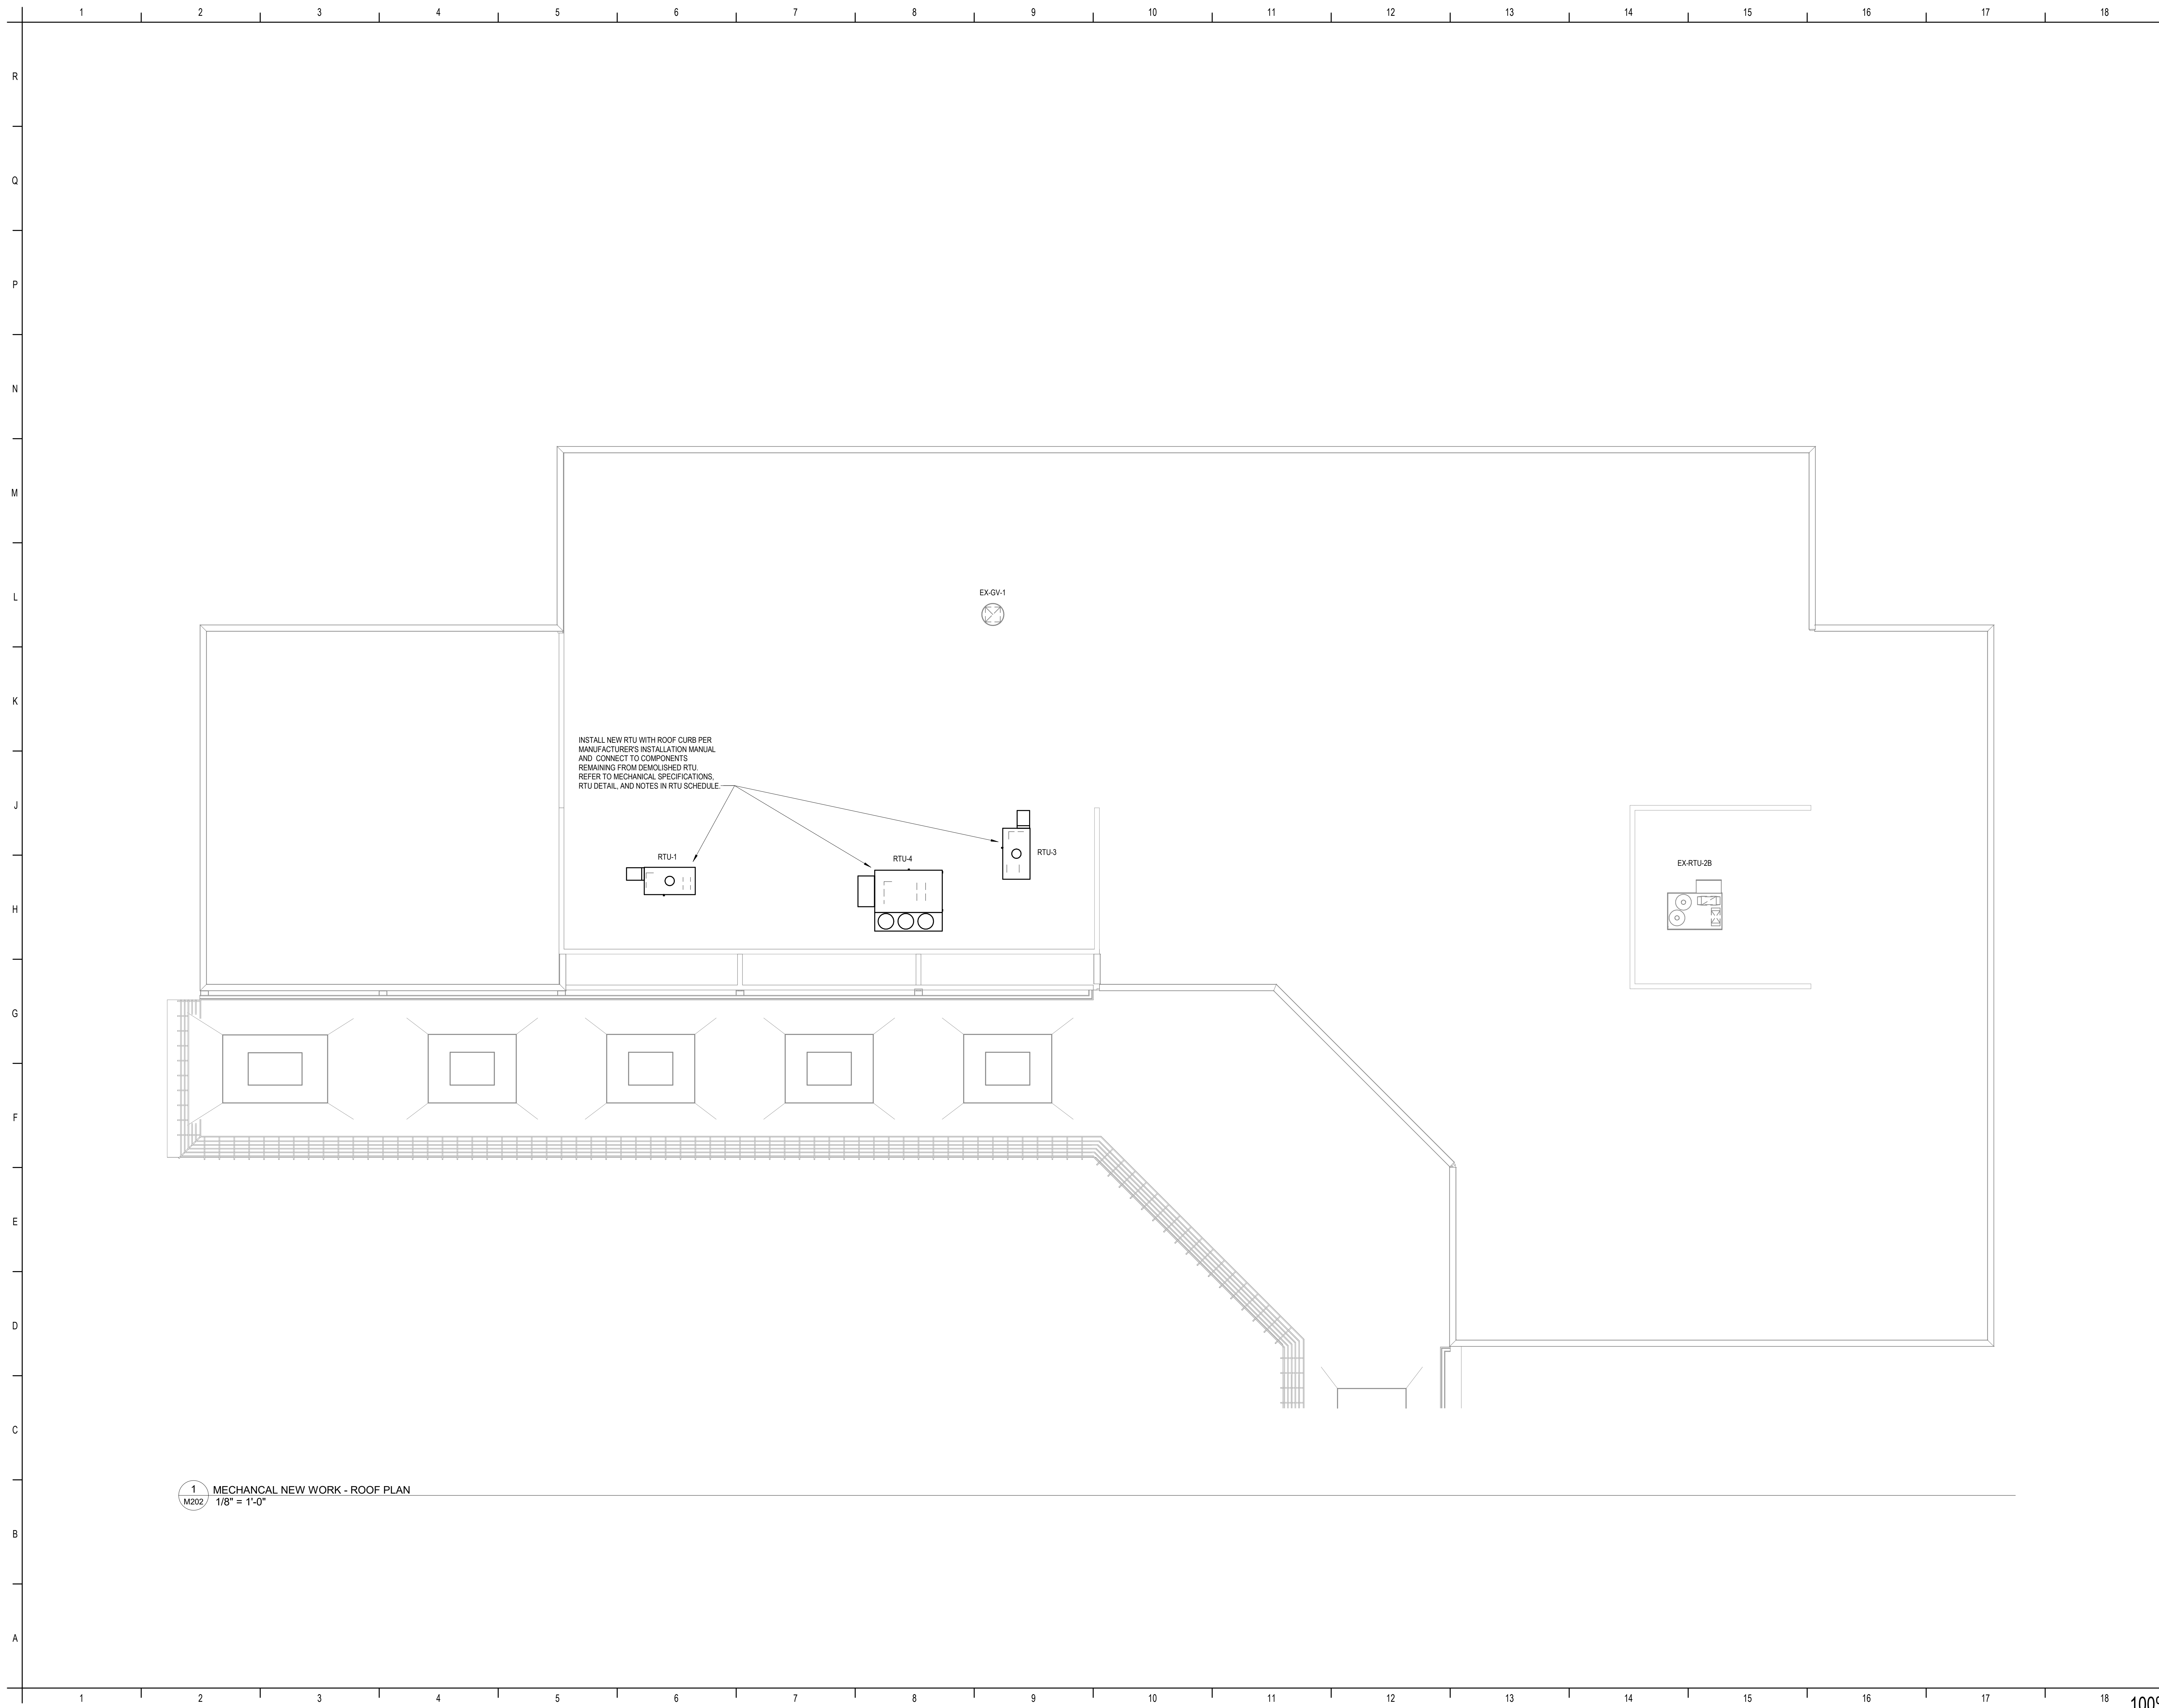 1 2 3 4 5 6 7 8 9 10 11 12 13 14 15 16 17 18
R
Q
P
N
M
L
EX-GV-1
K
INSTALL NEW RTU WITH ROOF CURB PER
MANUFACTURER'S INSTALLATION MANUAL
AND CONNECT TO COMPONENTS
REMAINING FROM DEMOLISHED RTU.
REFER TO MECHANICAL SPECIFICATIONS,
RTU DETAIL, AND NOTES IN RTU SCHEDULE.
J
RTU-3
RTU-1
RTU-4
EX-RTU-2B
H
G
F
E
D
C
1
MECHANCAL NEW WORK - ROOF PLAN
M202
1/8" = 1'-0"
B
A
1 2 3 4 5 6 7 8 9 10 11 12 13 14 15 16 17 18